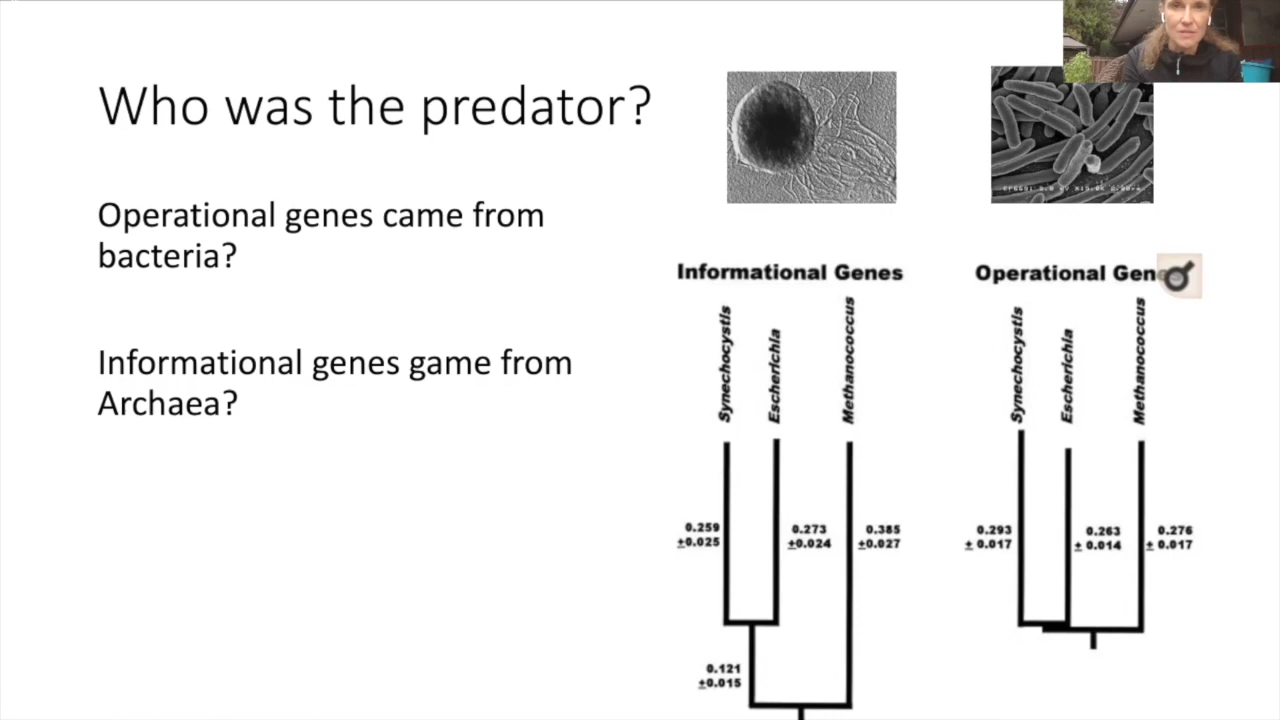 Who was the predator?
Operational genes came from
bacteria?
Informational genes game from
Archaea?
Informational Genes
Synechocystis
Escherichia
Methanococcus
0.259
±0.025
0.273
±0.024
0.385
±0.027
0.121
±0.015
Operational Gen
Synechocystis
Escherichia
Methanococcus
0.293
± 0.017
0.263
± 0.014
0.276
± 0.017